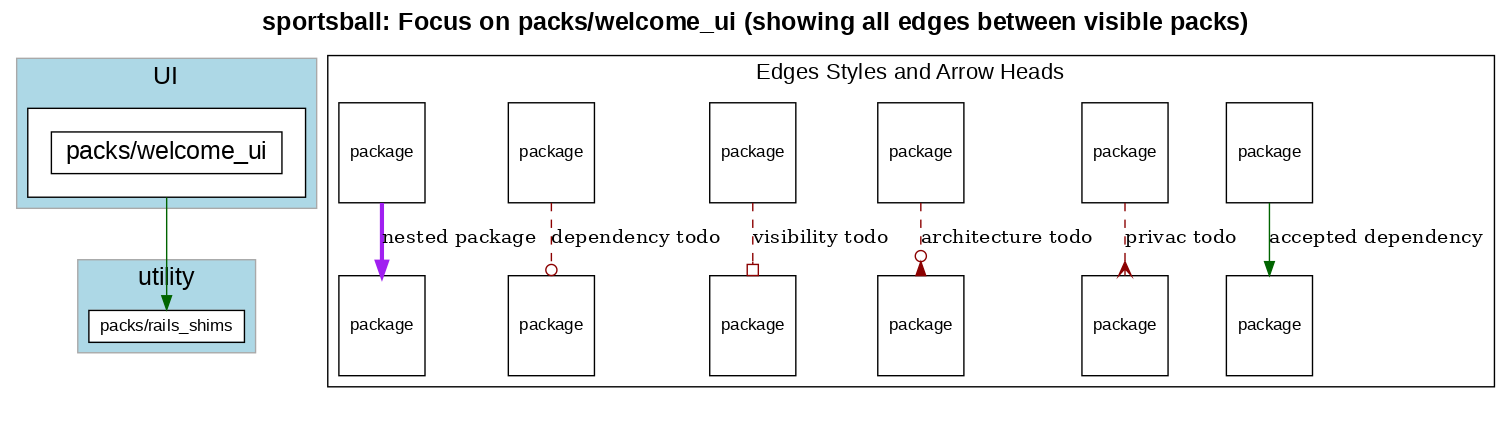 sportsball: Focus on packs/welcome_ui (showing all edges between visible packs)
UI
packs/welcome_ui
utility
packs/rails_shims
Edges Styles and Arrow Heads
package package package package package package
nested package dependency todo visibility todo architecture todo privac todo accepted dependency
package package package package package package